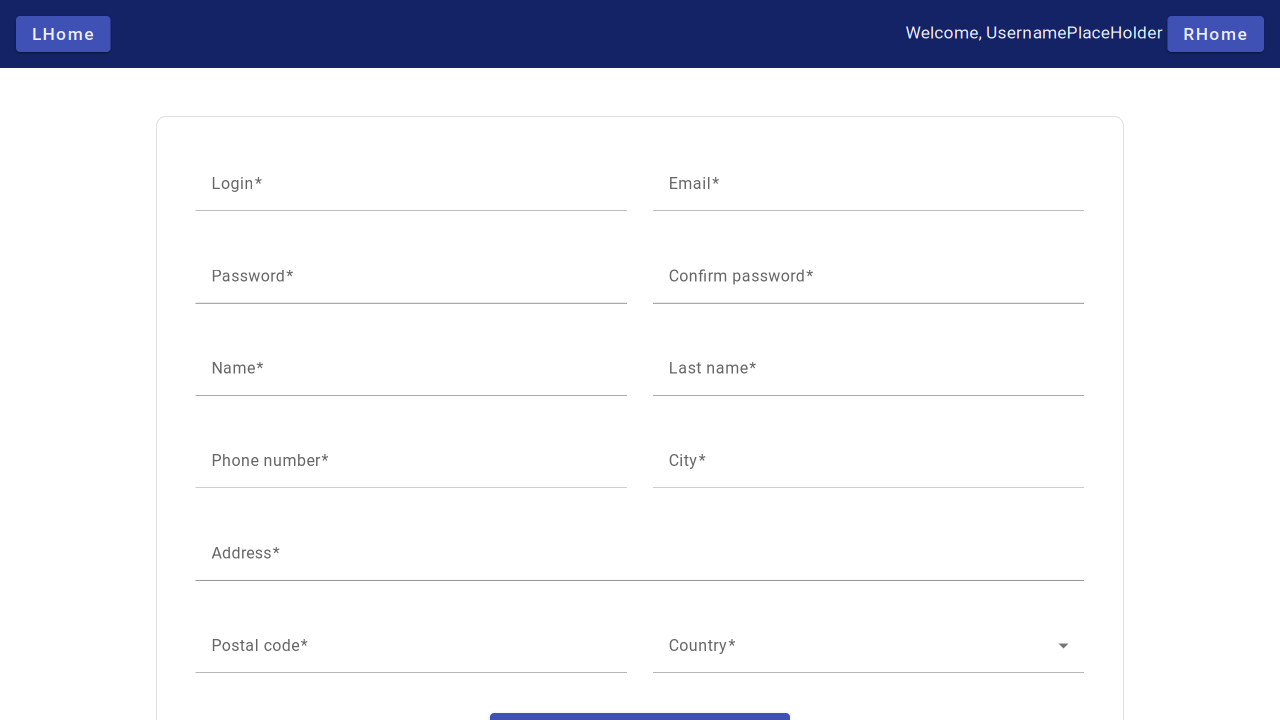 LHome
Welcome, UsernamePlaceHolder RHome
Login*
Email*
Password*
Confirm password*
Name*
Last name*
Phone number*
City*
Address*
Postal code*
Country*